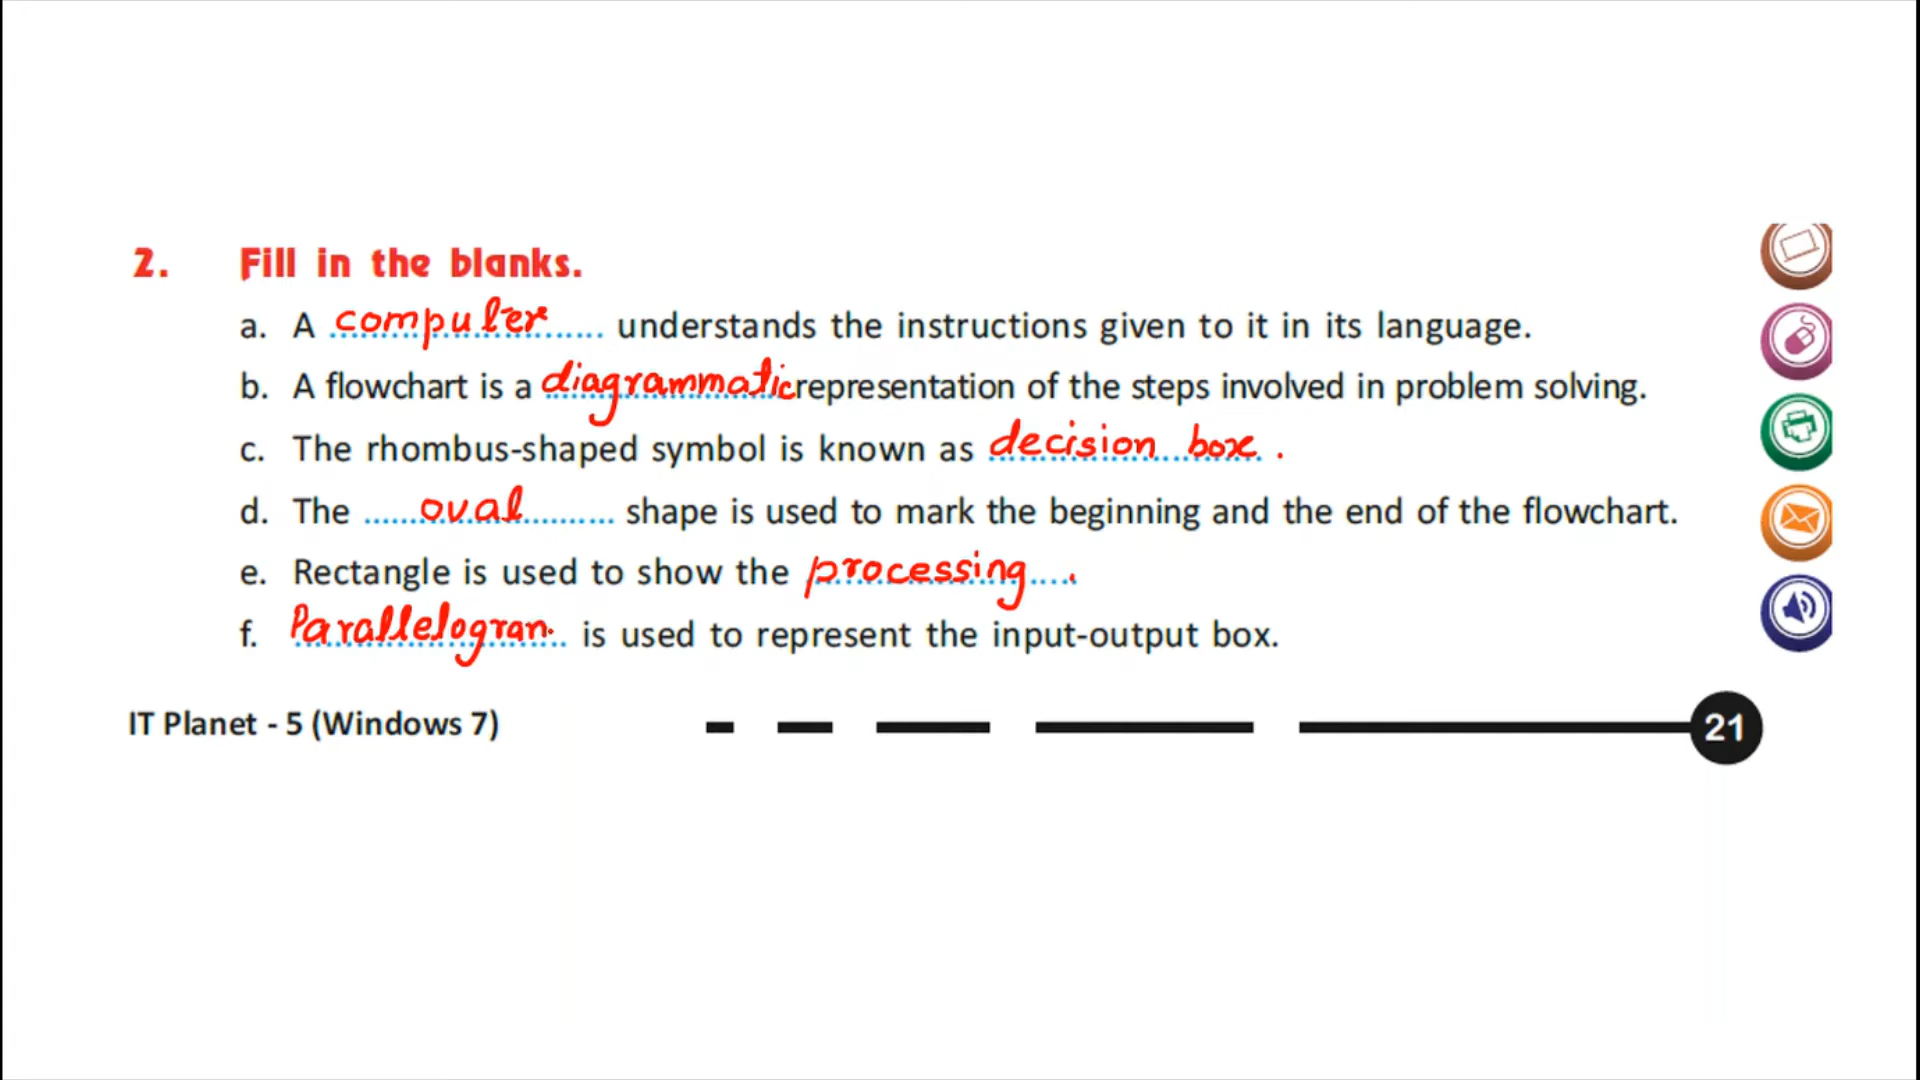 2. Fill in the blanks.
a. A computer understands the instructions given to it in its language.
b. A flowchart is a diagrammatic representation of the steps involved in problem solving.
c. The rhombus-shaped symbol is known as decision box.
d. The oval shape is used to mark the beginning and the end of the flowchart.
e. Rectangle is used to show the processing.
f. Parallelogran. is used to represent the input-output box.
IT Planet - 5 (Windows 7) 21